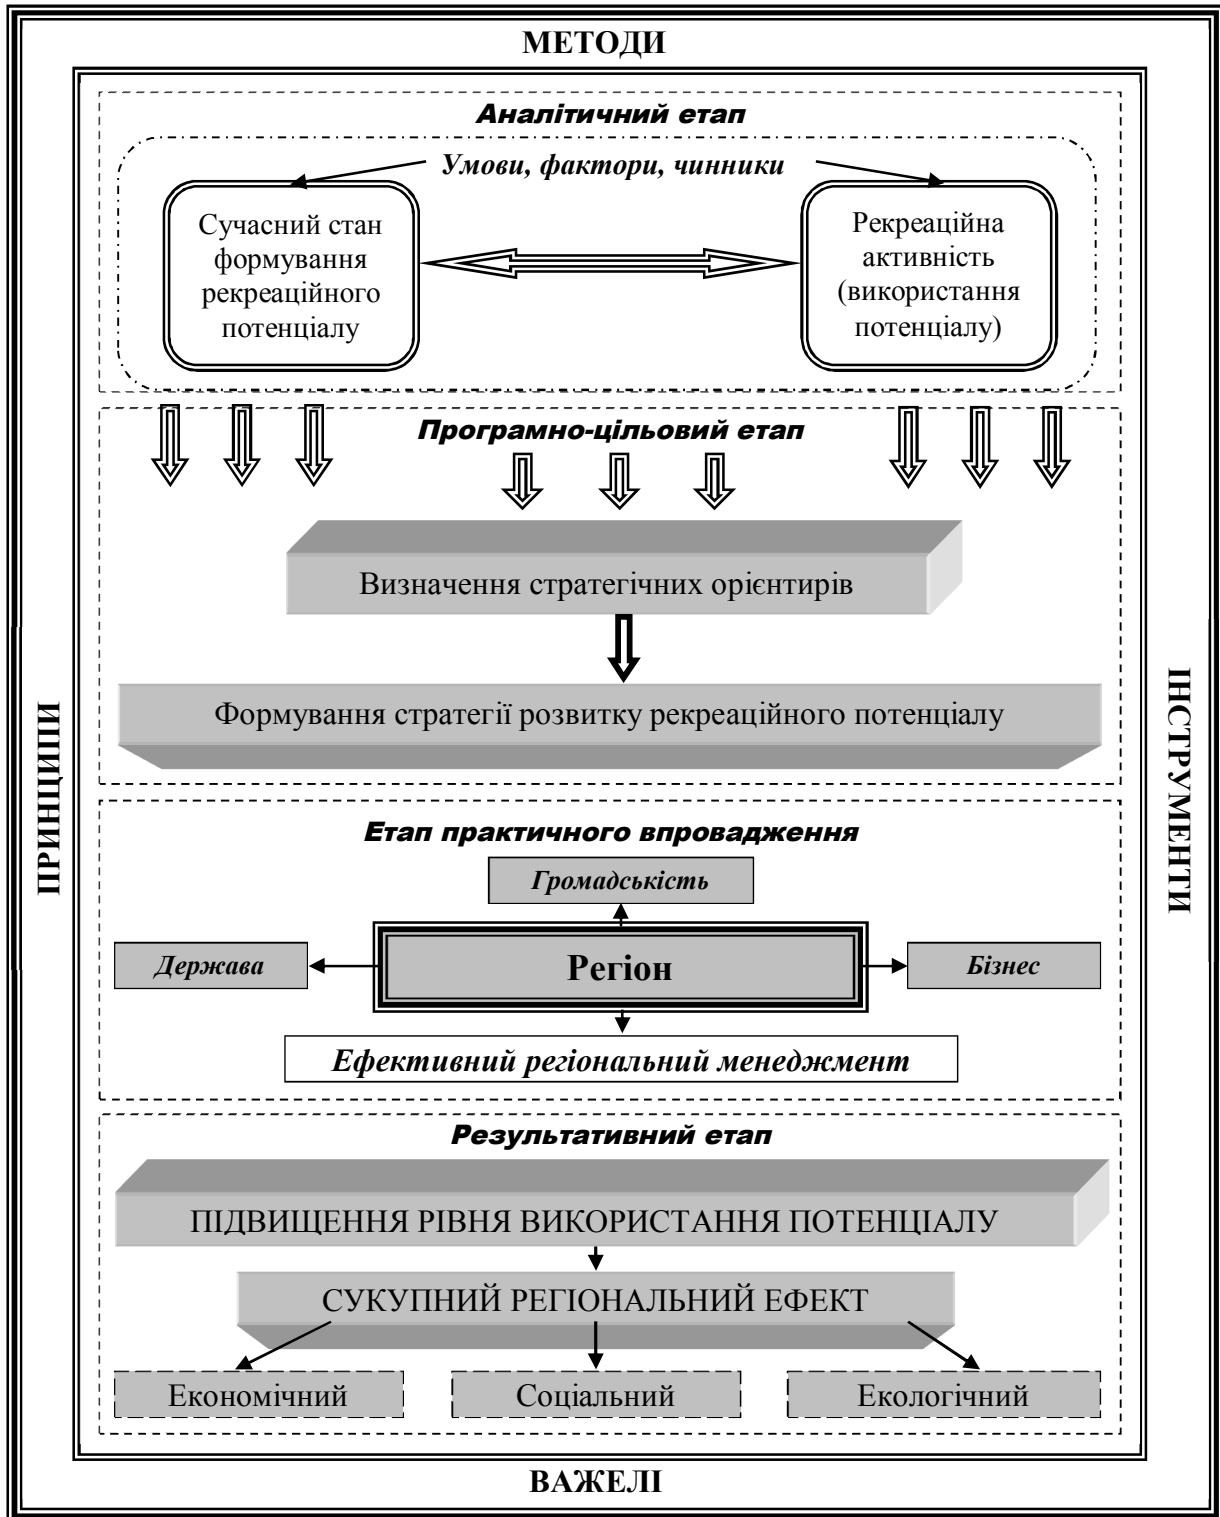 МЕТОДИ
Аналітичний етап
Умови, фактори, чинники
Сучасний стан
формування
рекреаційного
потенціалу
Рекреаційна
активність
(використання
потенціалу)
Програмно-цільовий етап
Визначення стратегічних орієнтирів
Формування стратегії розвитку рекреаційного потенціалу
ПРИНЦИПИ
ІНСТРУМЕНТИ
Етап практичного впровадження
Громадськість
Держава
Регіон
Бізнес
Ефективний регіональний менеджмент
Результативний етап
ПІДВИЩЕННЯ РІВНЯ ВИКОРИСТАННЯ ПОТЕНЦІАЛУ
СУКУПНИЙ РЕГІОНАЛЬНИЙ ЕФЕКТ
Економічний
Соціальний
Екологічний
ВАЖЕЛІ